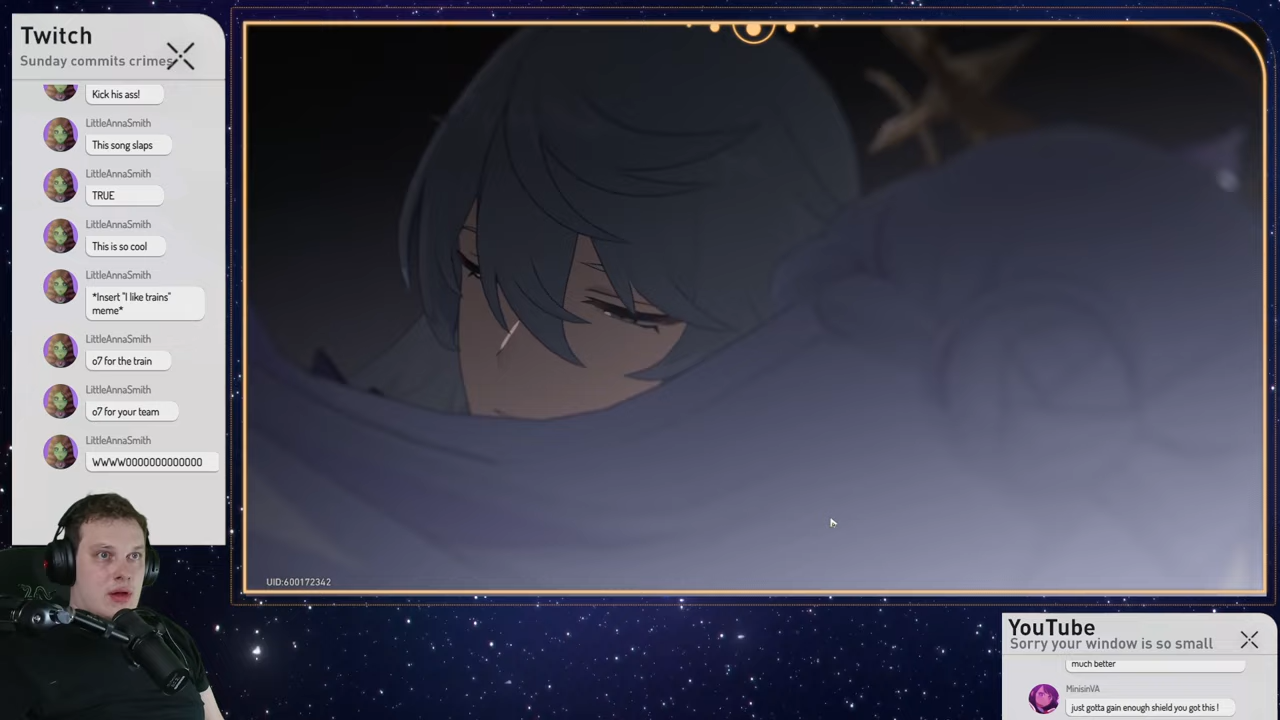 Twitch
Sunday commits crimes
Kick his ass!
LittleAnnaSmith
This song slaps
LittleAnnaSmith
TRUE
LittleAnnaSmith
This is so cool
LittleAnnaSmith
*Insert "I like trains"
meme*
LittleAnnaSmith
o7 for the train
LittleAnnaSmith
o7 for your team
LittleAnnaSmith
WWWWOOOOOOOOOOOOO
UID:600172342
YouTube
Sorry your window is so small
much better
MinisinVA
just gotta gain enough shield you got this !